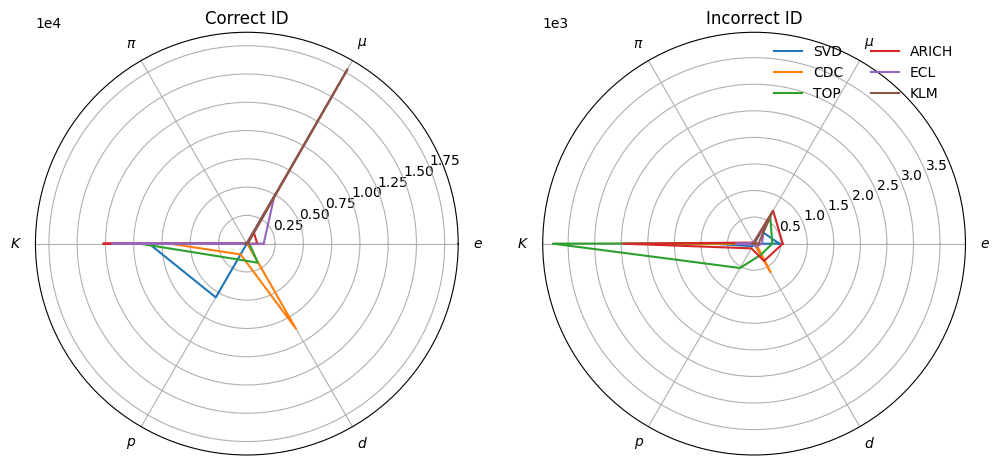 Correct ID
1e4
μ
π
1.75
1.50
1.25
1.00
0.75
0.50
0.25
K
e
p
d
Incorrect ID
1e3
μ
π
SVD
CDC
TOP
ARICH
ECL
KLM
3.5
3.0
2.5
2.0
1.5
1.0
0.5
K
e
p
d